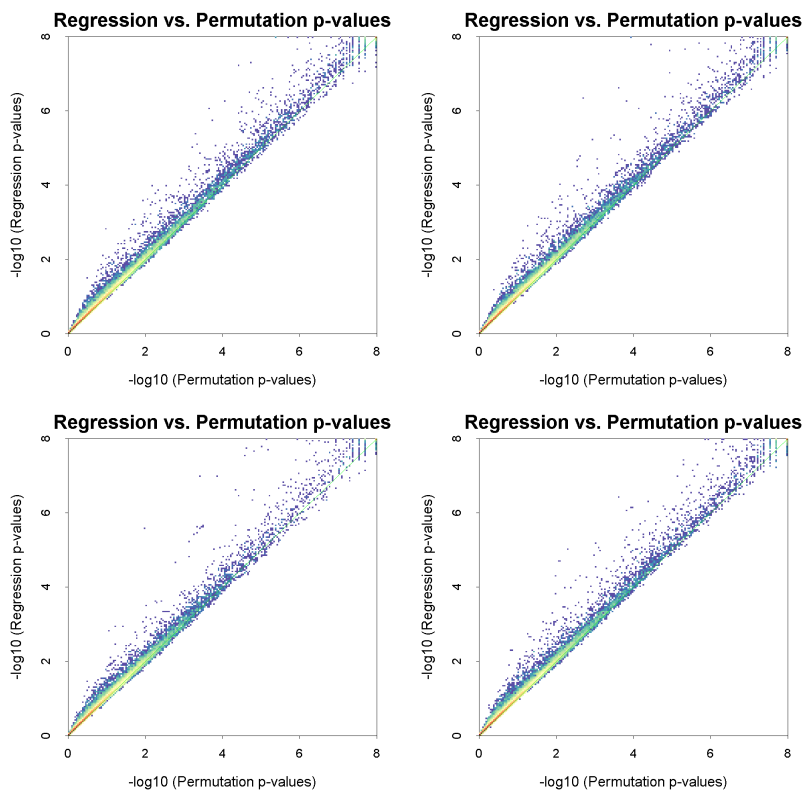 Regression vs. Permutation p-values
Regression vs. Permutation p-values
8
6
4
2
0
-log10 (Regression p-values)
0 2 4 6 8
-log10 (Permutation p-values)
8
6
4
2
0
-log10 (Regression p-values)
0 2 4 6 8
-log10 (Permutation p-values)
Regression vs. Permutation p-values
Regression vs. Permutation p-values
8
6
4
2
0
-log10 (Regression p-values)
0 2 4 6 8
-log10 (Permutation p-values)
8
6
4
2
0
-log10 (Regression p-values)
0 2 4 6 8
-log10 (Permutation p-values)